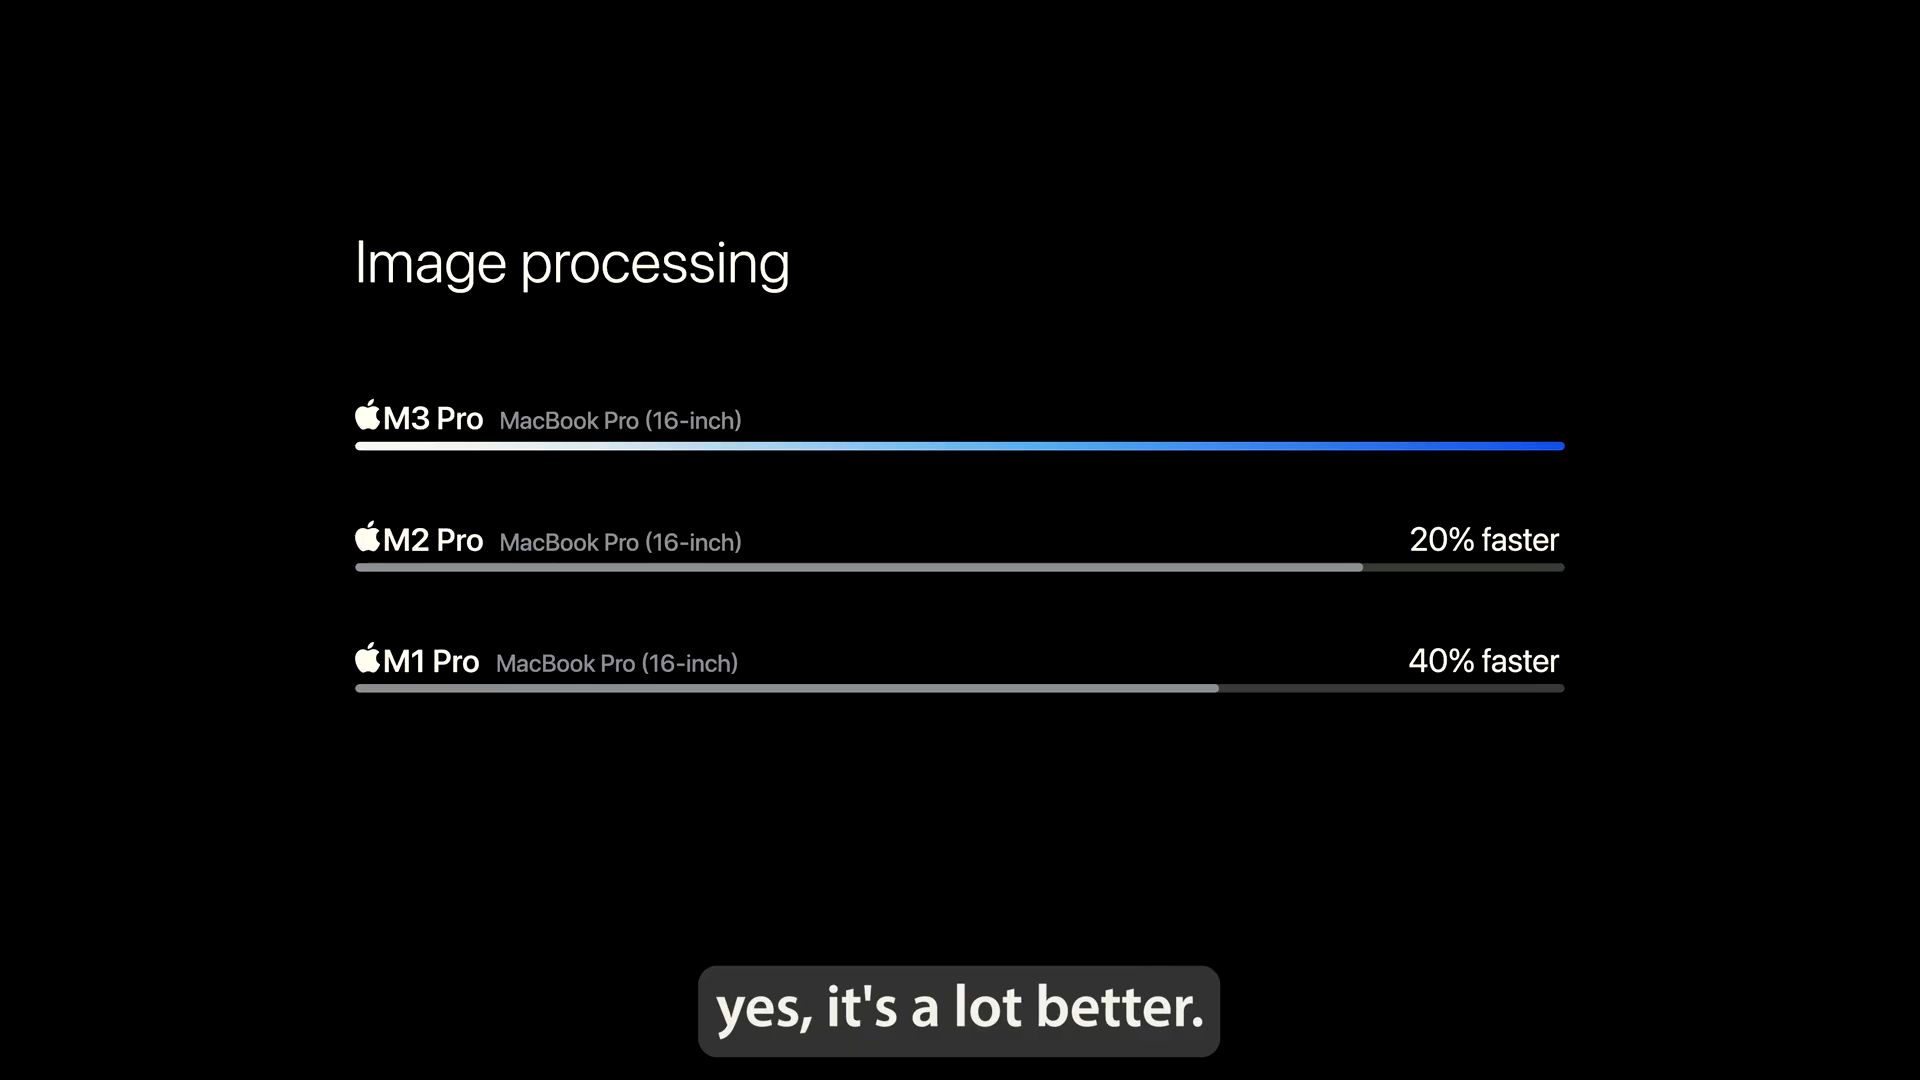 Image processing
M3 Pro MacBook Pro (16-inch)
M2 Pro MacBook Pro (16-inch) 20% faster
M1 Pro MacBook Pro (16-inch) 40% faster
yes, it's a lot better.